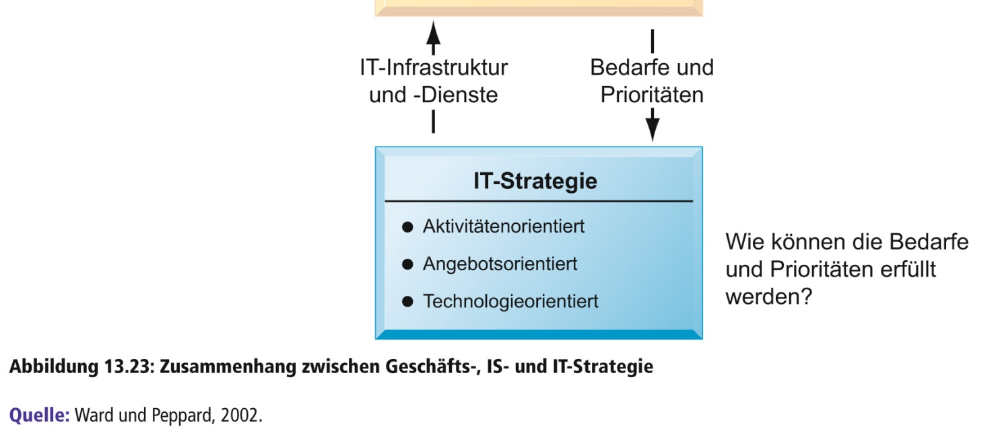 IT-Infrastruktur
und -Dienste
Bedarfe und
Prioritäten
IT-Strategie
● Aktivitätenorientiert
● Angebotsorientiert
● Technologieorientiert
Wie können die Bedarfe
und Prioritäten erfüllt
werden?
Abbildung 13.23: Zusammenhang zwischen Geschäfts-, IS- und IT-Strategie
Quelle: Ward und Peppard, 2002.